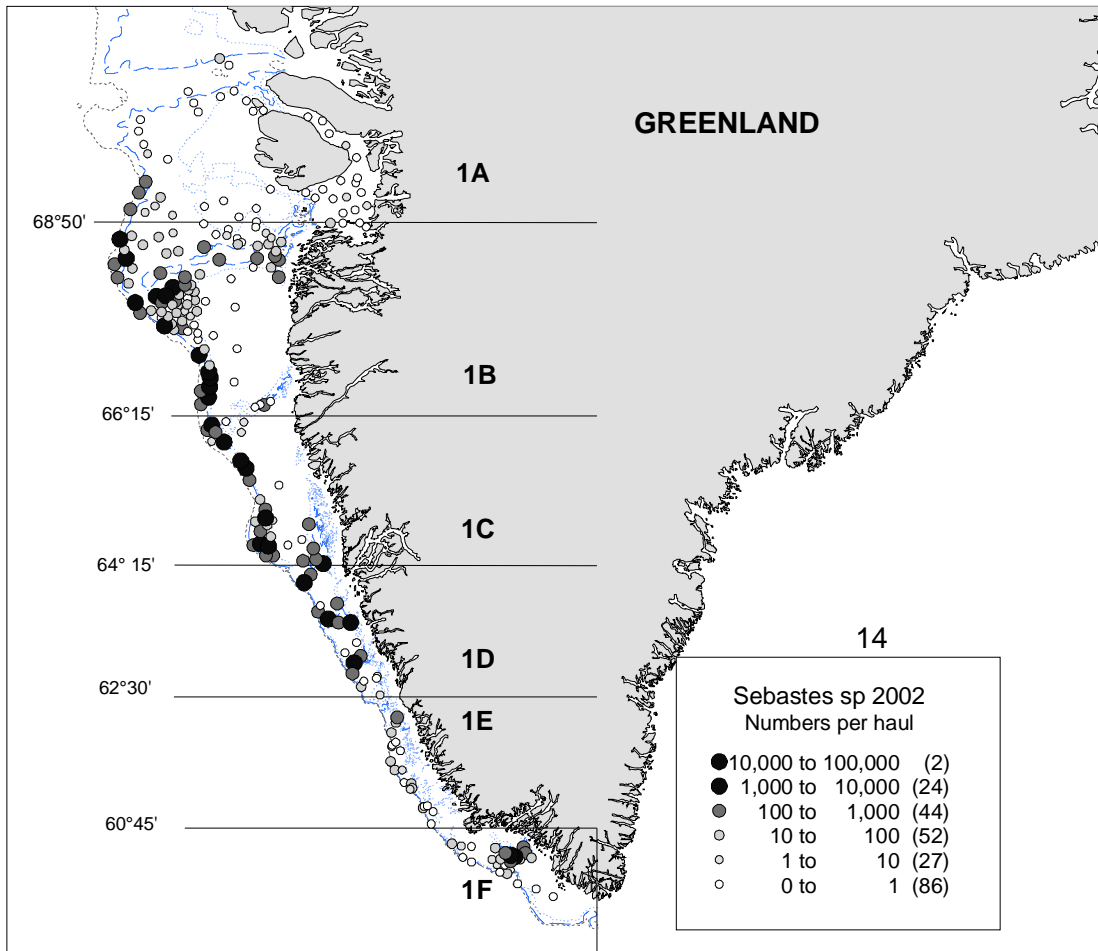 GREENLAND
1A
68°50'
1B
66°15'
1C
64° 15'
14
1D
62°30'
1E
Sebastes sp 2002
Numbers per haul
10,000 to 100,000 (2)
1,000 to 10,000 (24)
100 to 1,000 (44)
10 to 100 (52)
1 to 10 (27)
0 to 1 (86)
60°45'
1F